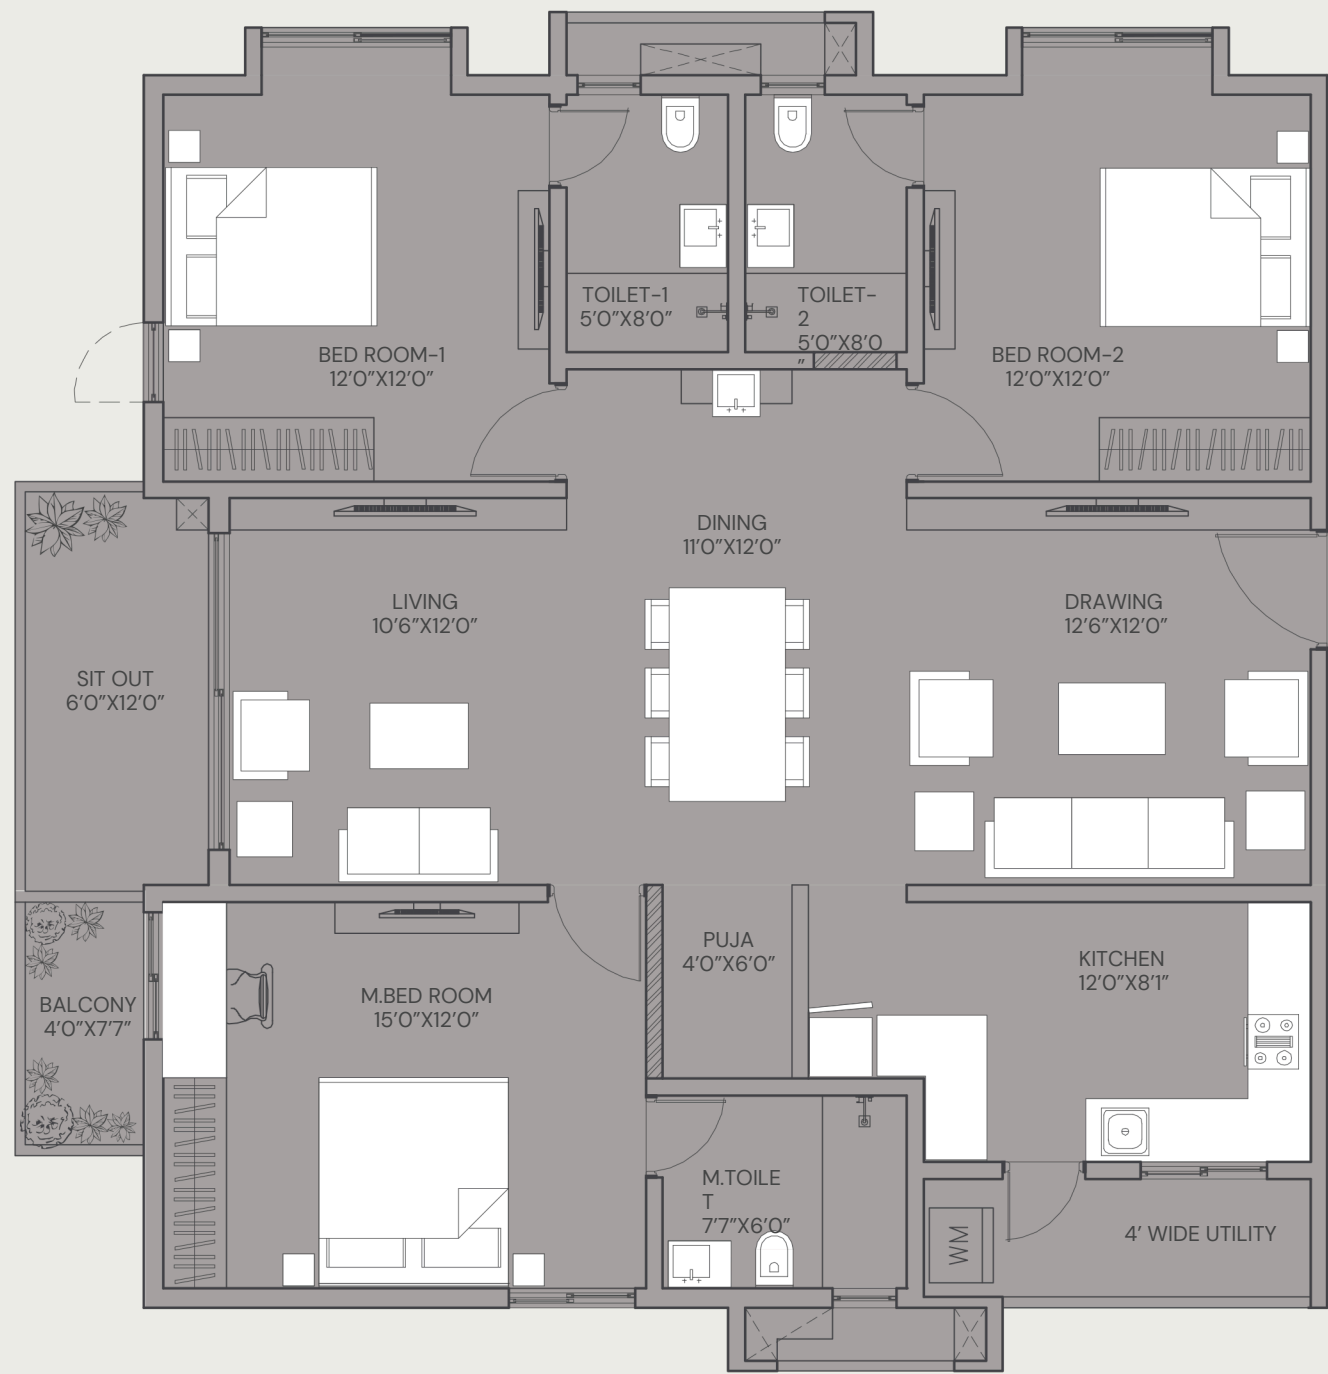 TOILET-1
5'0"X8'0"
TOILET-
2
5'0"X8'0
"
BED ROOM-1
12'0"X12'0"
BED ROOM-2
12'0"X12'0"
DINING
11'0"X12'0"
LIVING
10'6"X12'0"
DRAWING
12'6"X12'0"
SIT OUT
6'0"X12'0"
PUJA
4'0"X6'0"
KITCHEN
12'0"X8'1"
BALCONY
4'0"X7'7"
M.BED ROOM
15'0"X12'0"
M.TOILE
T
7'7"X6'0"
WM
4' WIDE UTILITY